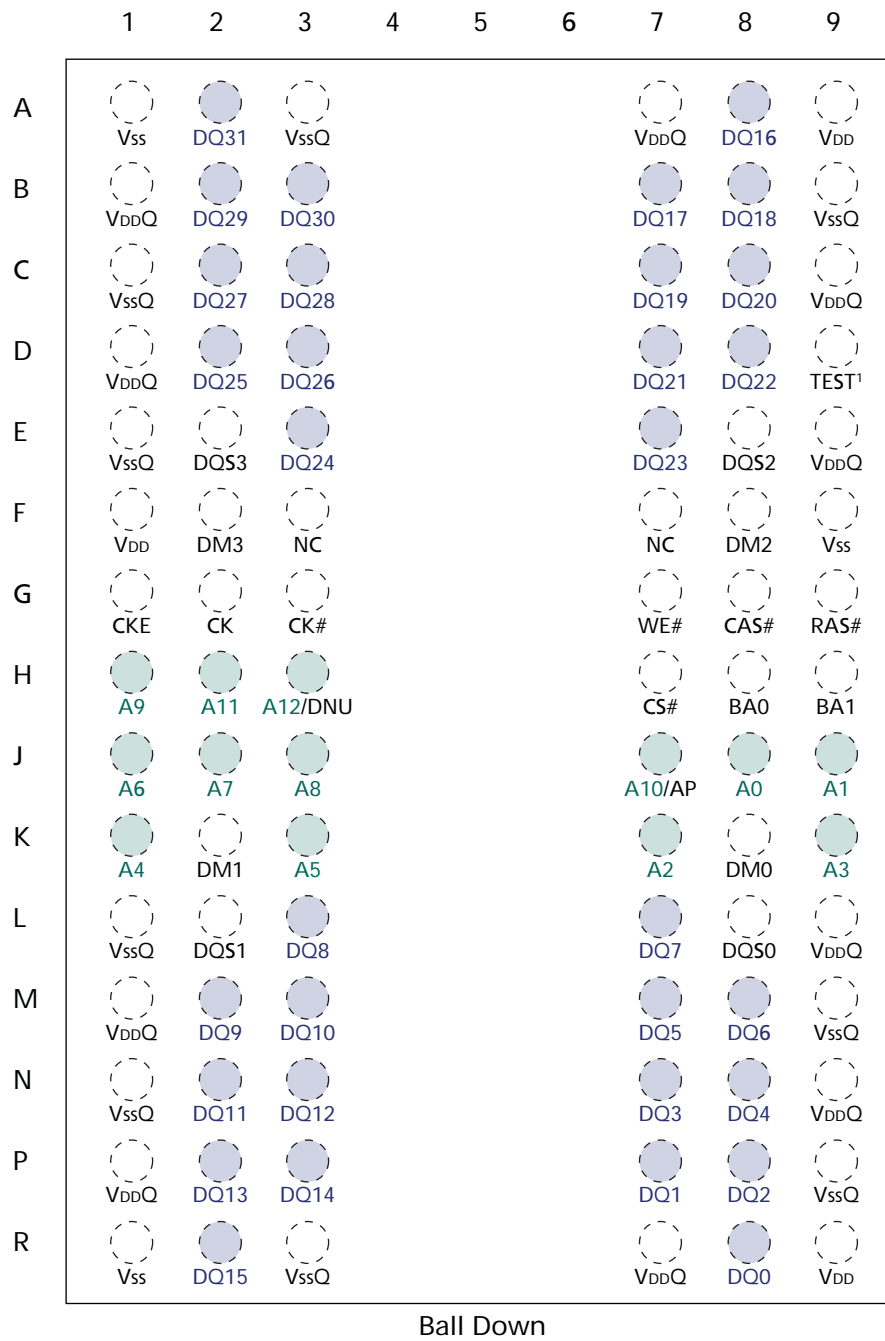 1 2 3 4 5 6 7 8 9
A
Vss DQ31 VssQ VDDQ DQ16 VDD
B
VDDQ DQ29 DQ30 DQ17 DQ18 VssQ
C
VssQ DQ27 DQ28 DQ19 DQ20 VDDQ
D
VDDQ DQ25 DQ26 DQ21 DQ22 TEST¹
E
VssQ DQS3 DQ24 DQ23 DQS2 VDDQ
F
VDD DM3 NC NC DM2 Vss
G
CKE CK CK# WE# CAS# RAS#
H
A9 A11 A12/DNU CS# BA0 BA1
J
A6 A7 A8 A10/AP A0 A1
K
A4 DM1 A5 A2 DM0 A3
L
VssQ DQS1 DQ8 DQ7 DQS0 VDDQ
M
VDDQ DQ9 DQ10 DQ5 DQ6 VssQ
N
VssQ DQ11 DQ12 DQ3 DQ4 VDDQ
P
VDDQ DQ13 DQ14 DQ1 DQ2 VssQ
R
Vss DQ15 VssQ VDDQ DQ0 VDD
Ball Down